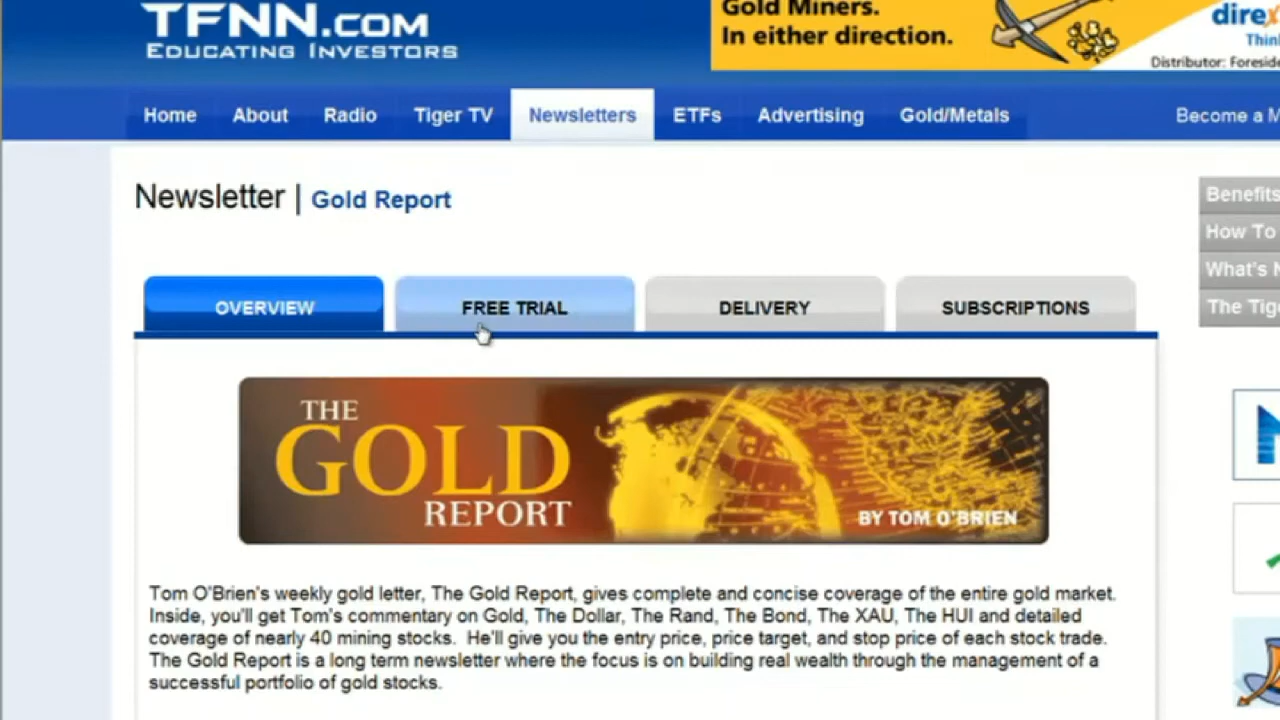 TFNN.COM
EDUCATING INVESTORS
Gold Miners.
In either direction.
Distributor:
Home About Radio Tiger TV Newsletters ETFs Advertising Gold/Metals Become a
Newsletter | Gold Report
Benefits
How To
What's
The
OVERVIEW FREE TRIAL DELIVERY SUBSCRIPTIONS
THE
GOLD
REPORT
BY TOM O'BRIEN
Tom O'Brien's weekly gold letter, The Gold Report, gives complete and concise coverage of the entire gold market.
Inside, you'll get Tom's commentary on Gold, The Dollar, The Rand, The Bond, The XAU, The HUI and detailed
coverage of nearly 40 mining stocks. He'll give you the entry price, price target, and stop price of each stock trade.
The Gold Report is a long term newsletter where the focus is on building real wealth through the management of a
successful portfolio of gold stocks.